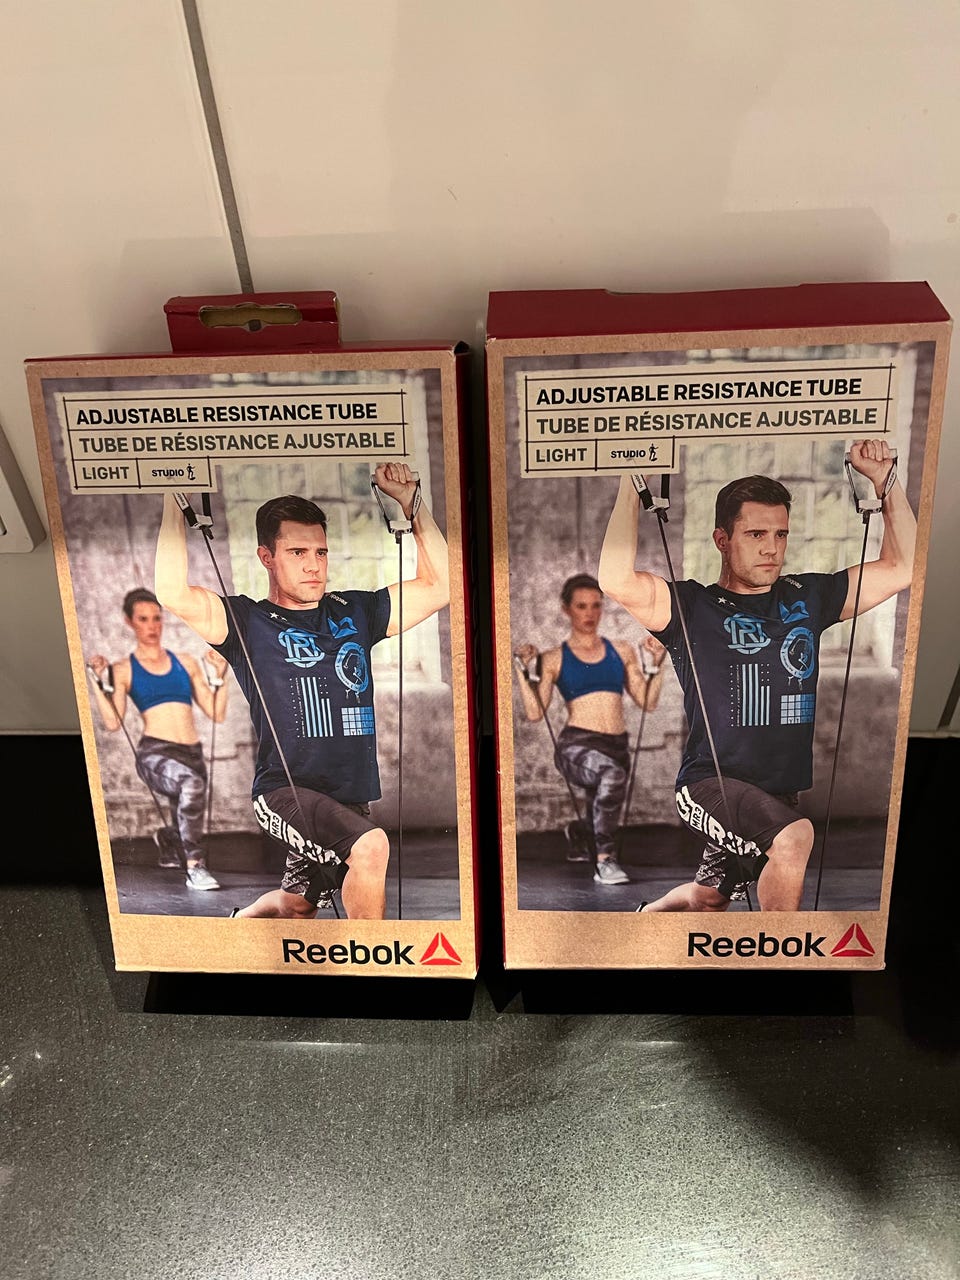 ADJUSTABLE RESISTANCE TUBE
TUBE DE RÉSISTANCE AJUSTABLE
LIGHT STUDIO
Reebok
ADJUSTABLE RESISTANCE TUBE
TUBE DE RÉSISTANCE AJUSTABLE
LIGHT STUDIO
Reebok